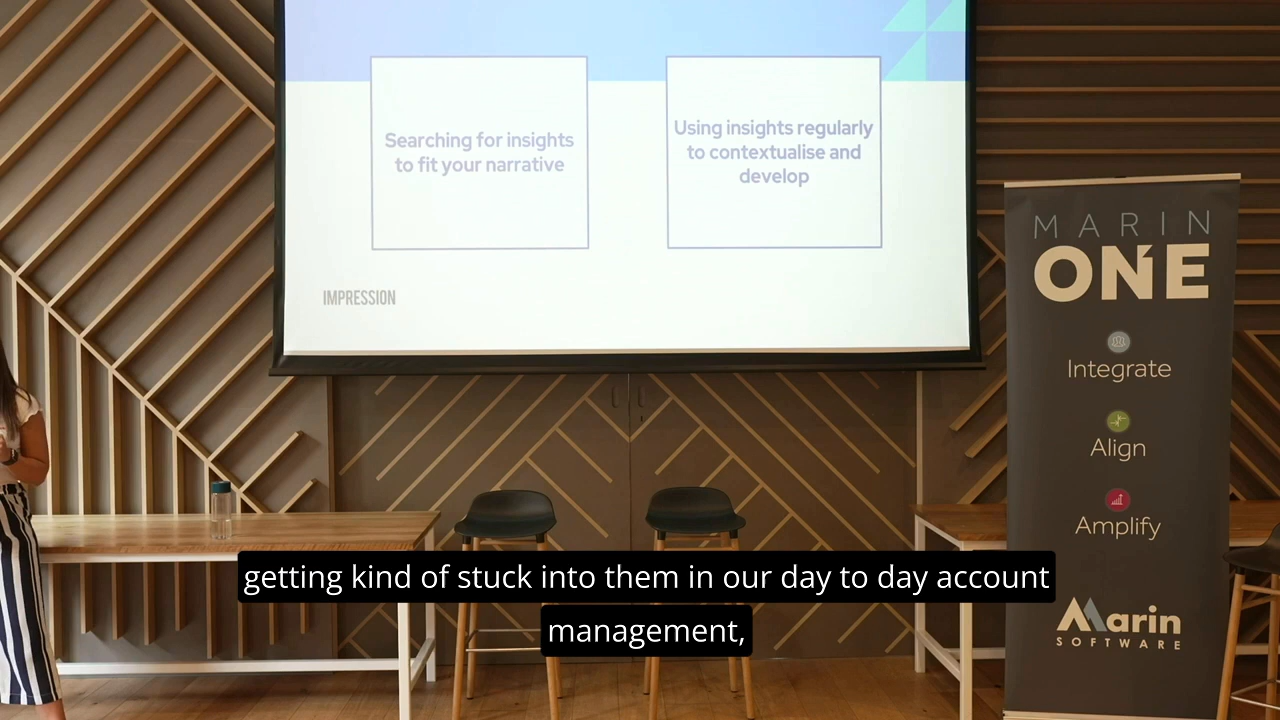 Searching for insights
to fit your narrative
Using insights regularly
to contextualise and
develop
IMPRESSION
MARIN
ONE
Integrate
Align
Amplify
Marin
SOFTWARE
getting kind of stuck into them in our day to day account
management,